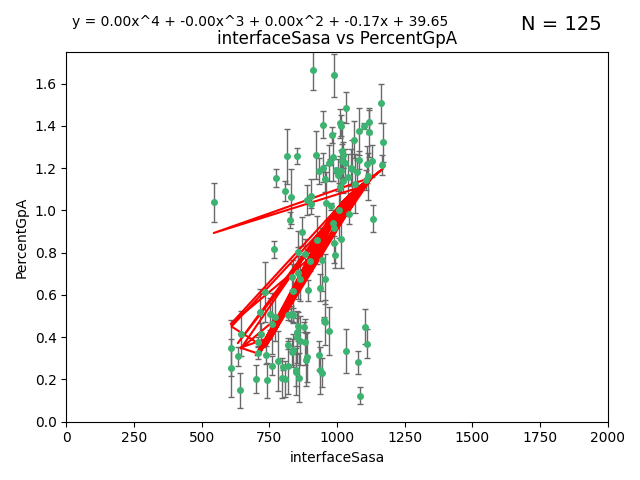 y = 0.00x^4 + -0.00x^3 + 0.00x^2 + -0.17x + 39.65
N = 125
interfaceSasa vs PercentGpA
PercentGpA
1.6
1.4
1.2
1.0
0.8
0.6
0.4
0.2
0.0
0 250 500 750 1000 1250 1500 1750 2000
interfaceSasa